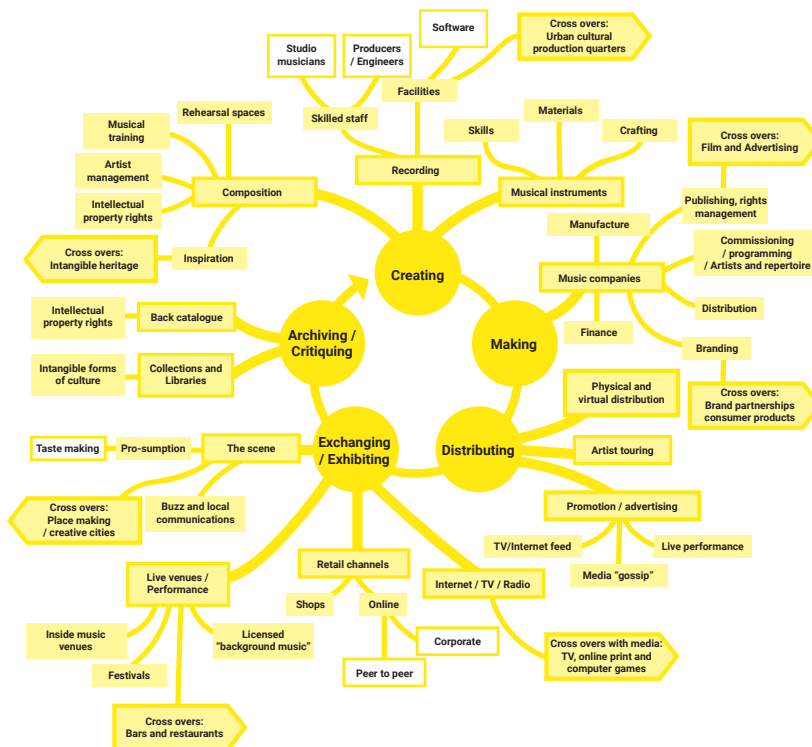 Software
Cross overs:
Urban cultural
production quarters
Studio
musicians
Producers
/ Engineers
Facilities
Rehearsal spaces
Skilled staff
Materials
Musical
training
Skills
Crafting
Cross overs:
Film and Advertising
Artist
management
Recording
Composition
Musical instruments
Intellectual
property rights
Publishing, rights
management
Manufacture
Cross overs:
Intangible heritage
Inspiration
Commissioning
/ programming
/ Artists and repertoire
Creating
Music companies
Intellectual
property rights
Back catalogue
Distribution
Archiving /
Critiquing
Making
Finance
Branding
Intangible forms
of culture
Collections and
Libraries
Physical and
virtual distribution
Cross overs:
Brand partnerships
consumer products
Taste making
Pro-sumption
The scene
Exchanging
/ Exhibiting
Distributing
Artist touring
Cross overs:
Place making
/ creative cities
Buzz and local
communications
Promotion / advertising
TV/Internet feed
Live performance
Media “gossip”
Live venues /
Performance
Retail channels
Internet / TV / Radio
Shops
Online
Inside music
venues
Licensed
“background music”
Corporate
Cross overs with media:
TV, online print and
computer games
Festivals
Peer to peer
Cross overs:
Bars and restaurants